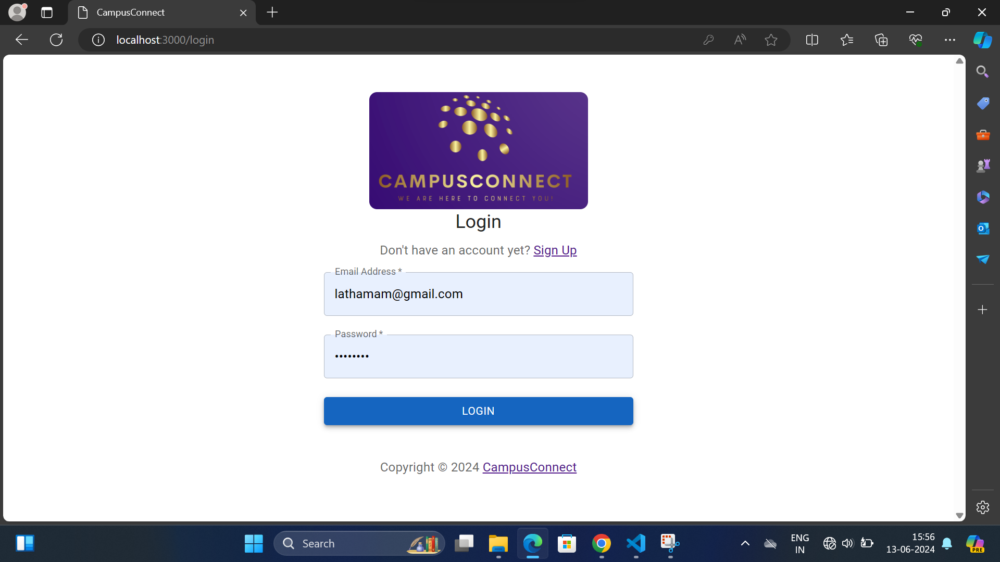 CampusConnect
localhost:3000/login
CAMPUSCONNECT
WE ARE HERE TO CONNECT YOU!
Login
Don't have an account yet? Sign Up
Email Address *
lathamam@gmail.com
Password *
••••••••
LOGIN
Copyright © 2024 CampusConnect
Search
ENG
IN
15:56
13-06-2024
PRE